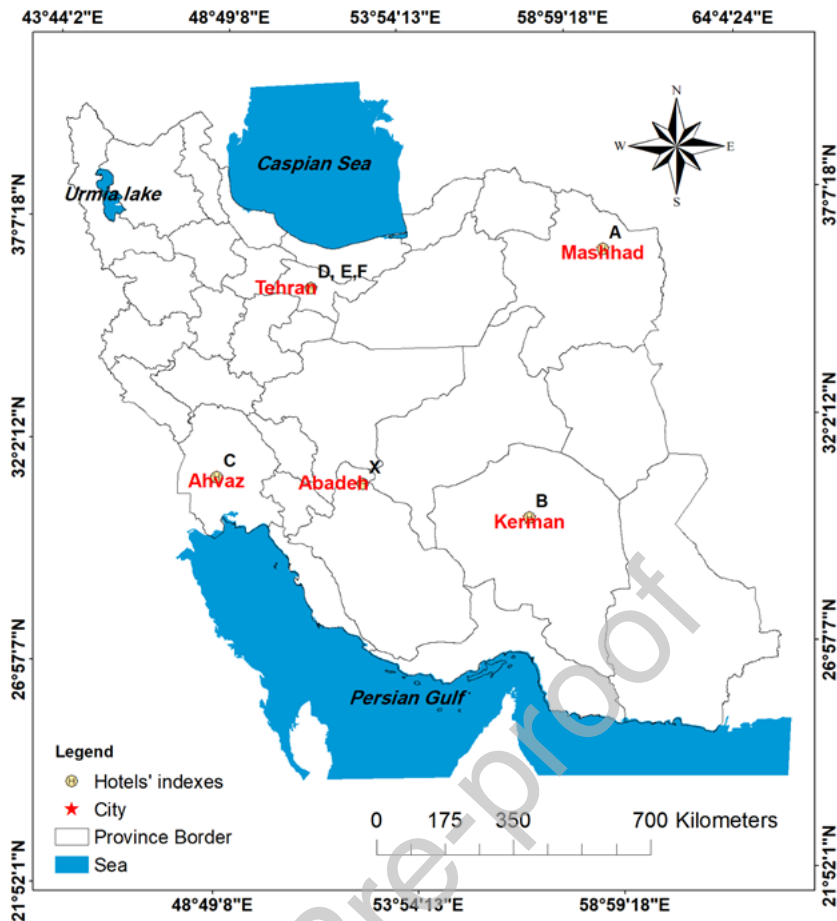 43°44'2"E 48°49'8"E 53°54'13"E 58°59'18"E 64°4'24"E
N
W E
S
Caspian Sea
Urmia lake
37°7'18"N 37°7'18"N
A
Mashhad
D, E,F
Tehran
32°2'12"N 32°2'12"N
C
Ahvaz
X
Abadeh
B
Kerman
26°57'7"N 26°57'7"N
Persian Gulf
Legend
H Hotels' indexes
City
Province Border
Sea
0 175 350 700 Kilometers
21°52'1"N 21°52'1"N
48°49'8"E 53°54'13"E 58°59'18"E
Pre-proof